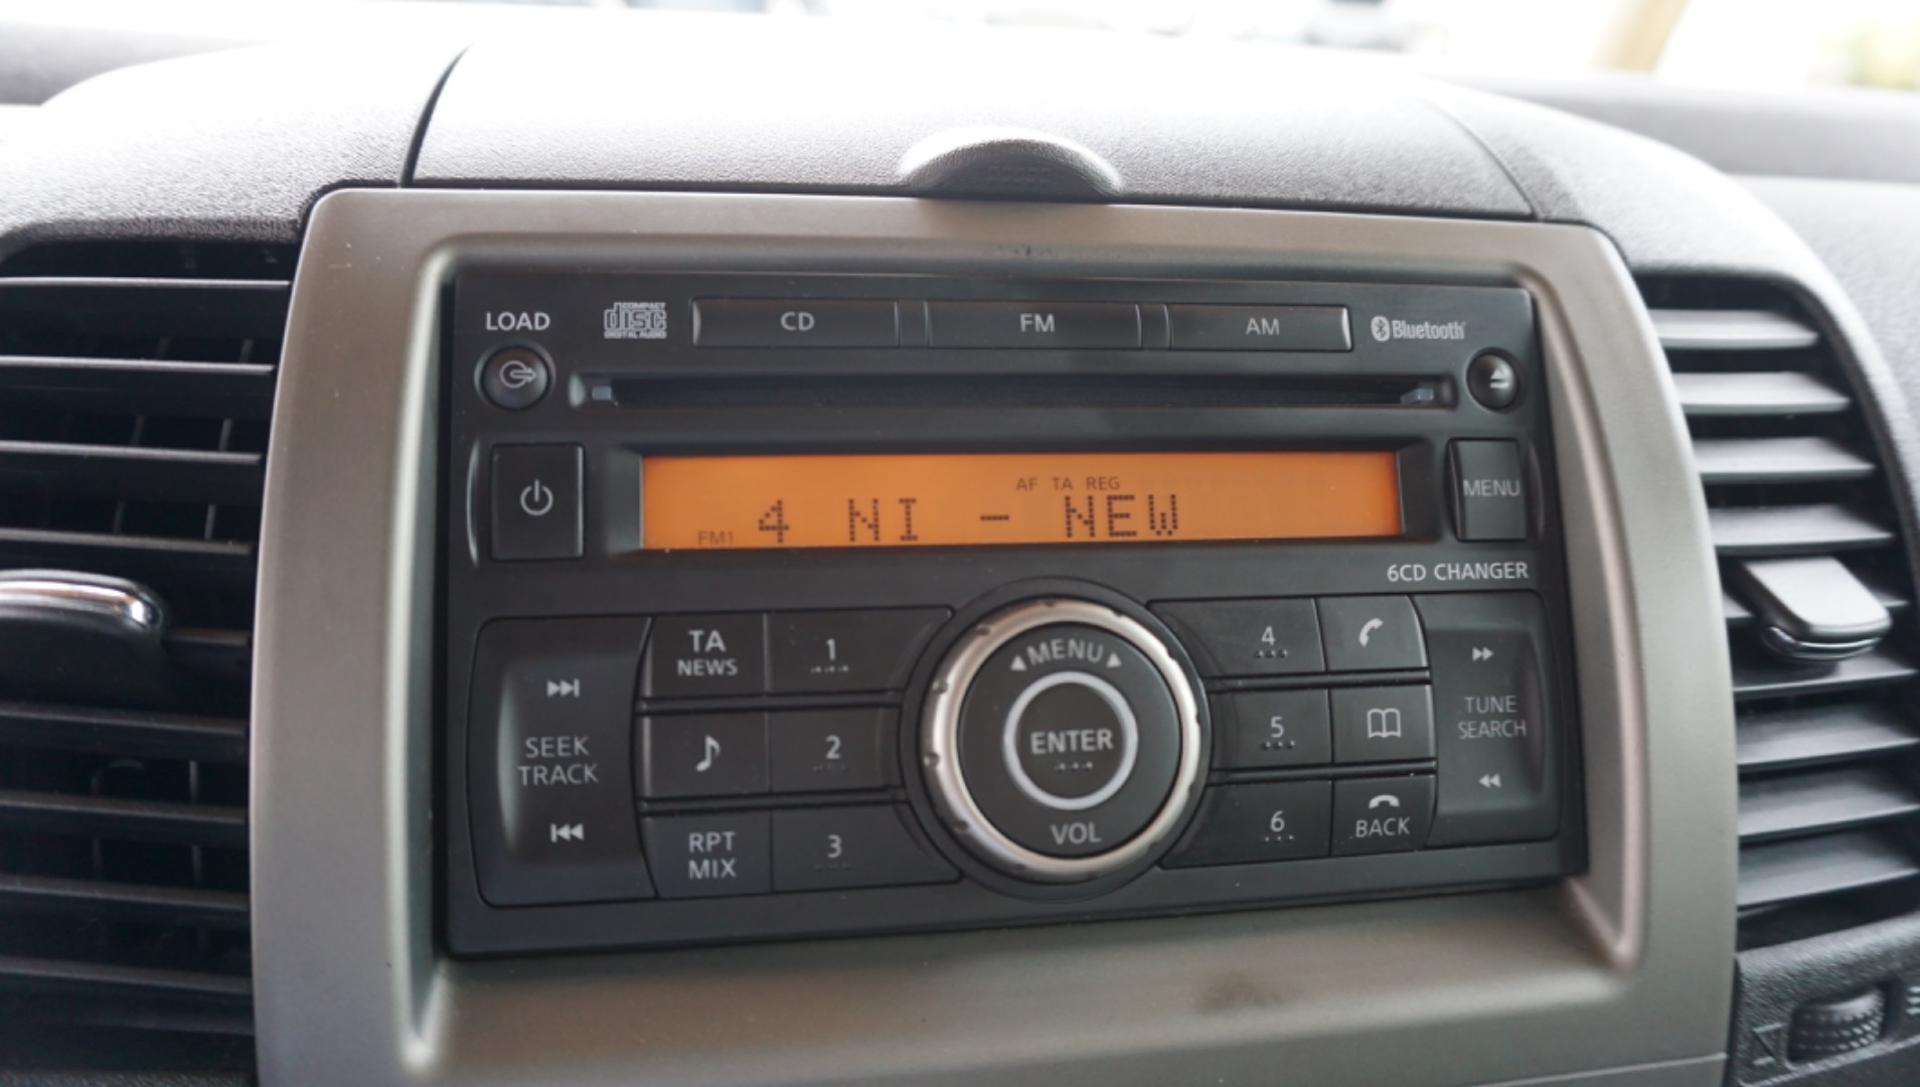 LOAD
COMPACT
disc
DIGITAL AUDIO
CD
FM
AM
Bluetooth
AF TA REG
FM1 4 NI - NEW
MENU
6CD CHANGER
SEEK
TRACK
TA
NEWS
1
2
RPT
MIX
3
MENU
ENTER
VOL
4
5
6
BACK
TUNE
SEARCH